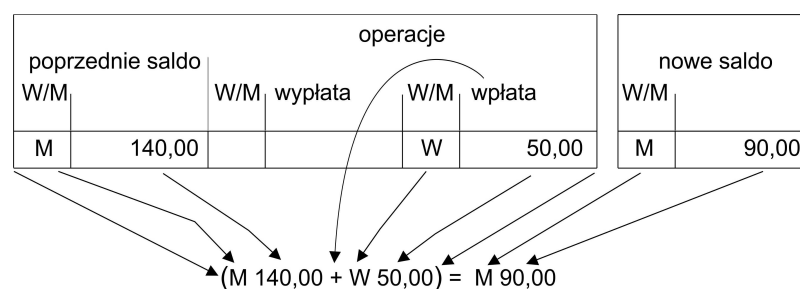 operacje
poprzednie saldo nowe saldo
W/M W/M wypłata W/M wpłata W/M
M 140,00 W 50,00 M 90,00
(M 140,00 + W 50,00) = M 90,00